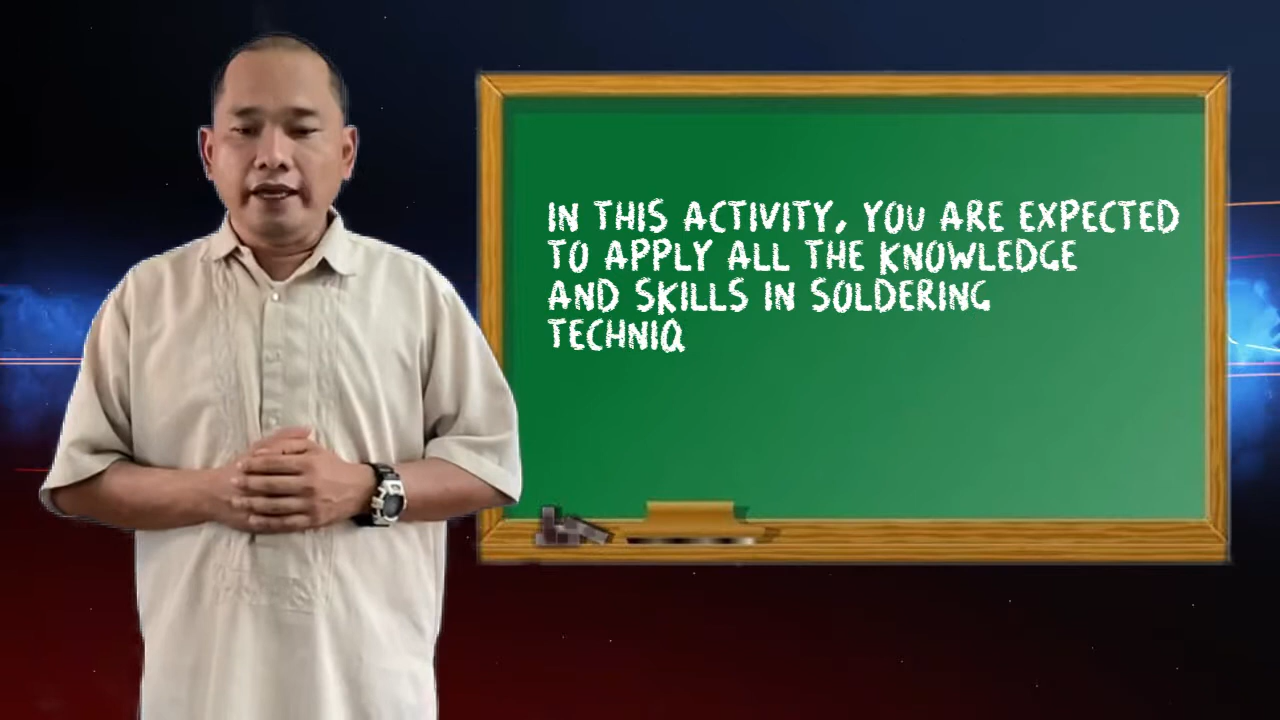 IN THIS ACTIVITY, YOU ARE EXPECTED
TO APPLY ALL THE KNOWLEDGE
AND SKILLS IN SOLDERING
TECHNIQ